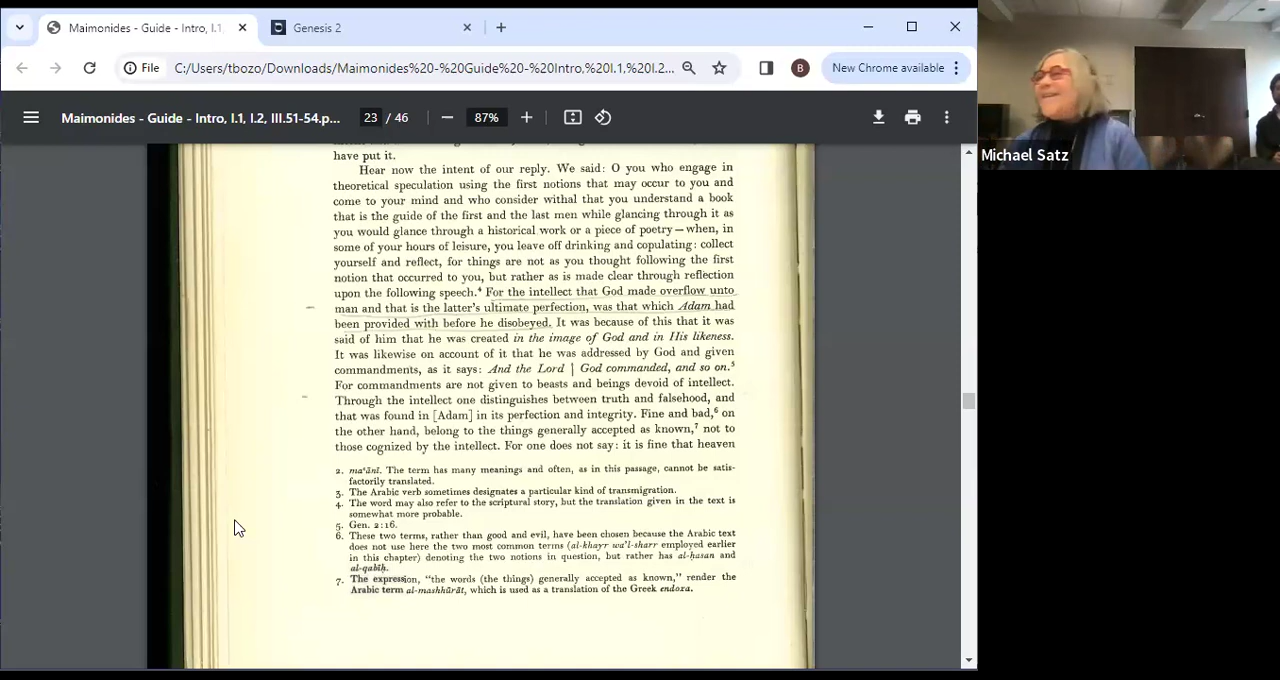 Maimonides - Guide - Intro, I.1,
Genesis 2
File
C:/Users/tbozo/Downloads/Maimonides%20-%20Guide%20-%20Intro,%20I.1,%20I.2...
B
New Chrome available
Maimonides - Guide - Intro, I.1, I.2, III.51-54.p...
23 / 46
87%
Michael Satz
have put it.
Hear now the intent of our reply. We said: O you who engage in
theoretical speculation using the first notions that may occur to you and
come to your mind and who consider withal that you understand a book
that is the guide of the first and the last men while glancing through it as
you would glance through a historical work or a piece of poetry—when, in
some of your hours of leisure, you leave off drinking and copulating: collect
yourself and reflect, for things are not as you thought following the first
notion that occurred to you, but rather as is made clear through reflection
upon the following speech.4 For the intellect that God made overflow unto
man and that is the latter's ultimate perfection, was that which Adam had
been provided with before he disobeyed. It was because of this that it was
said of him that he was created in the image of God and in His likeness.
It was likewise on account of it that he was addressed by God and given
commandments, as it says: And the Lord | God commanded, and so on.5
For commandments are not given to beasts and beings devoid of intellect.
Through the intellect one distinguishes between truth and falsehood, and
that was found in [Adam] in its perfection and integrity. Fine and bad,6 on
the other hand, belong to the things generally accepted as known,7 not to
those cognized by the intellect. For one does not say: it is fine that heaven
2. ma'ānī. The term has many meanings and often, as in this passage, cannot be satis-
factorily translated.
3. The Arabic verb sometimes designates a particular kind of transmigration.
4. The word may also refer to the scriptural story, but the translation given in the text is
somewhat more probable.
5. Gen. 2:16.
6. These two terms, rather than good and evil, have been chosen because the Arabic text
does not use here the two most common terms (al-khayr wa'l-sharr employed earlier
in this chapter) denoting the two notions in question, but rather has al-ḥasan and
al-qabīḥ.
7. The expression, "the words (the things) generally accepted as known," render the
Arabic term al-mashhūrāt, which is used as a translation of the Greek endoxa.